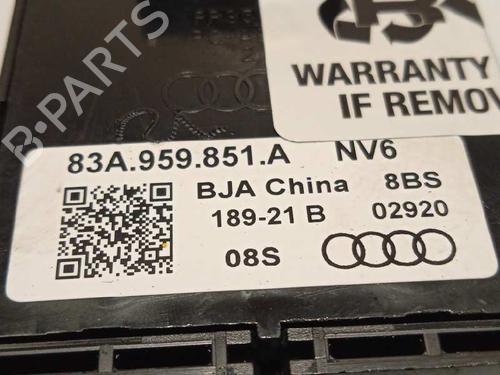 B-PARTS
WARRANTY
IF REMOV
83A.959.851.A NV6
BJA China 8BS
189-21 B 02920
08S